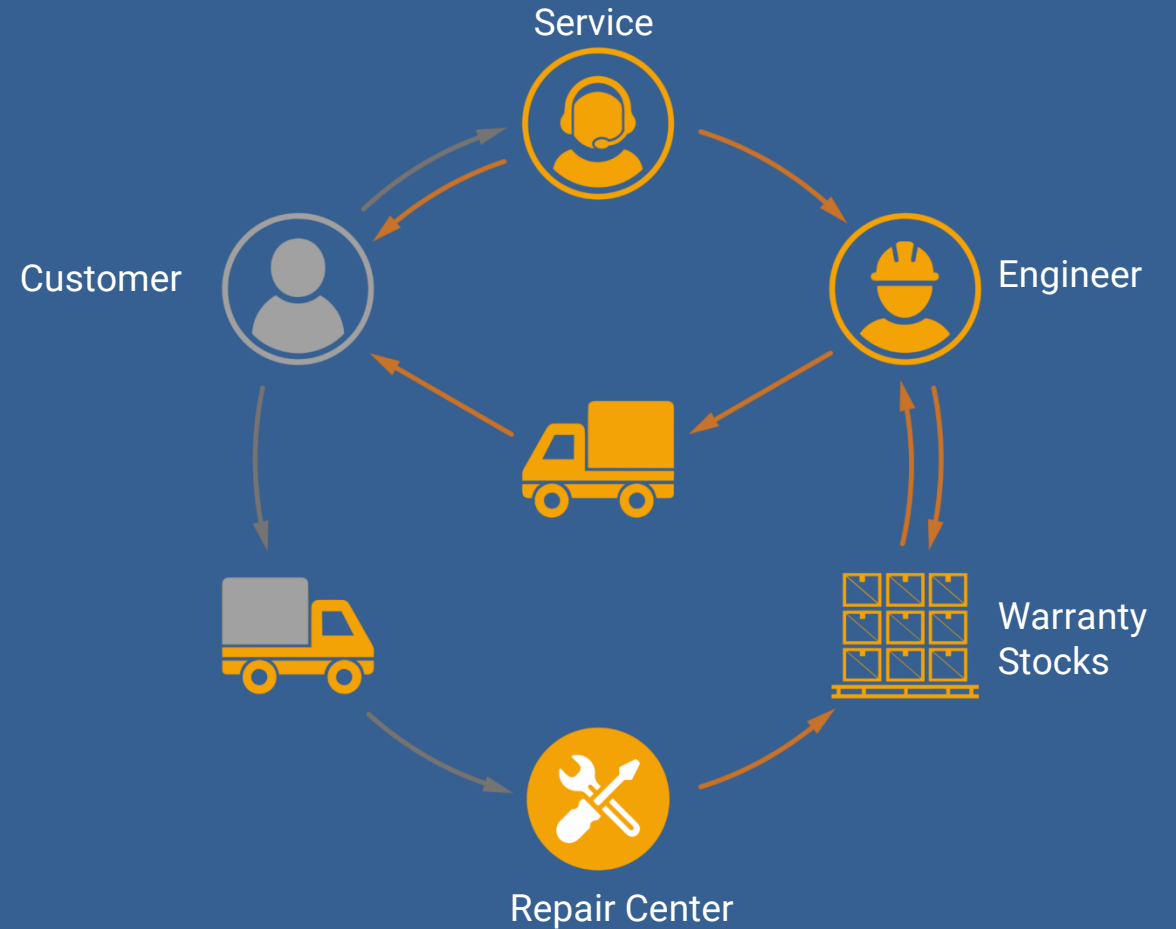 Service
Customer
Engineer
Warranty
Stocks
Repair Center